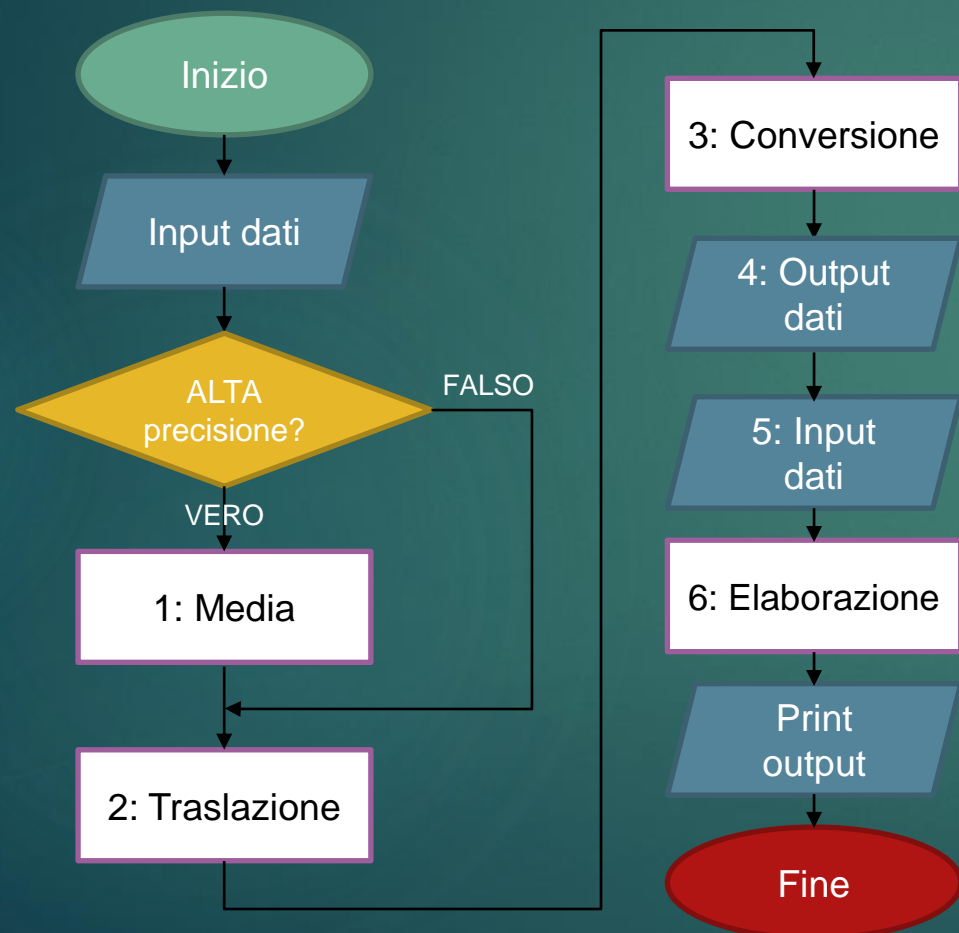 Inizio
Input dati
ALTA
precisione?
FALSO
VERO
1: Media
2: Traslazione
3: Conversione
4: Output
dati
5: Input
dati
6: Elaborazione
Print
output
Fine